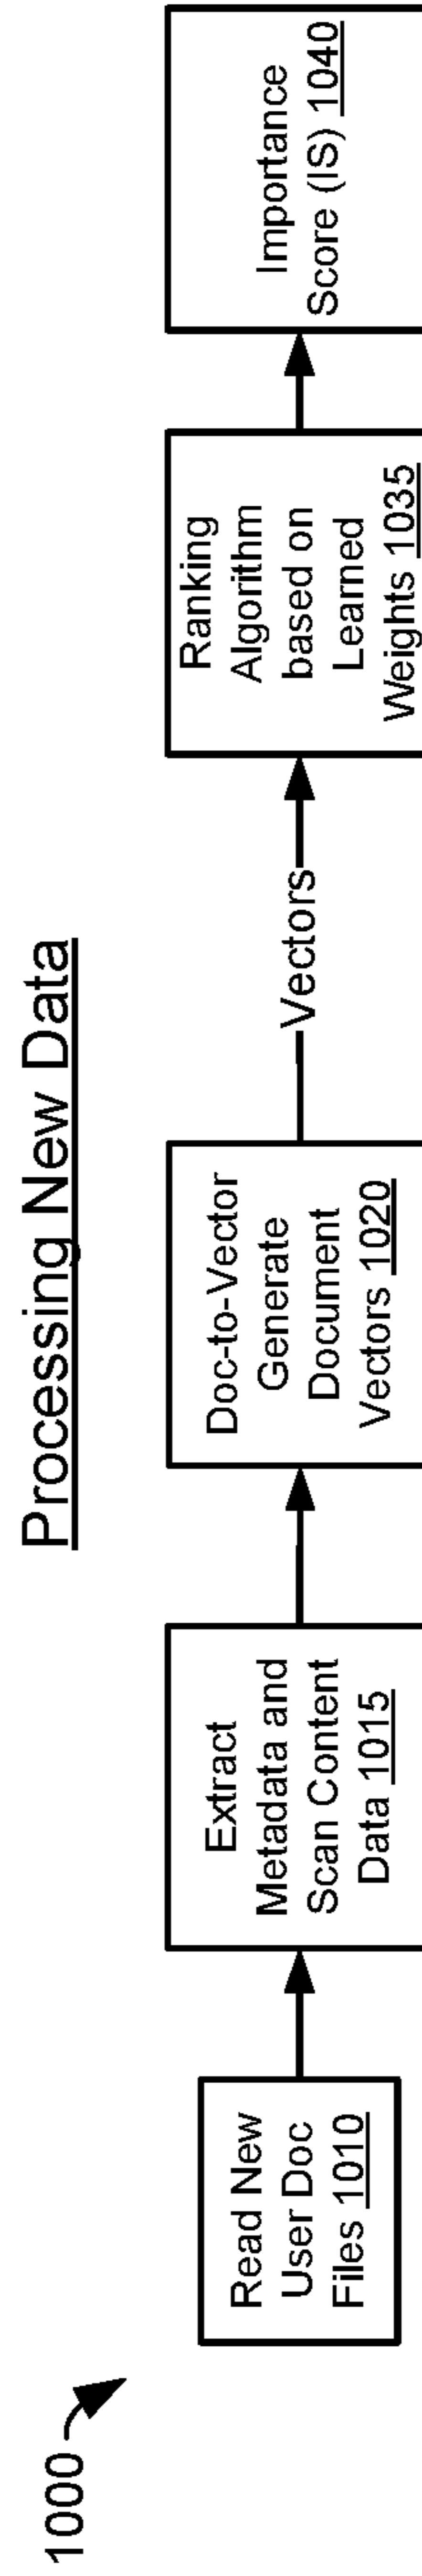 Processing New Data
1000
Read New
User Doc
Files 1010
Extract
Metadata and
Scan Content
Data 1015
Doc-to-Vector
Generate
Document
Vectors 1020
Vectors
Ranking
Algorithm
based on
Learned
Weights 1035
Importance
Score (IS) 1040